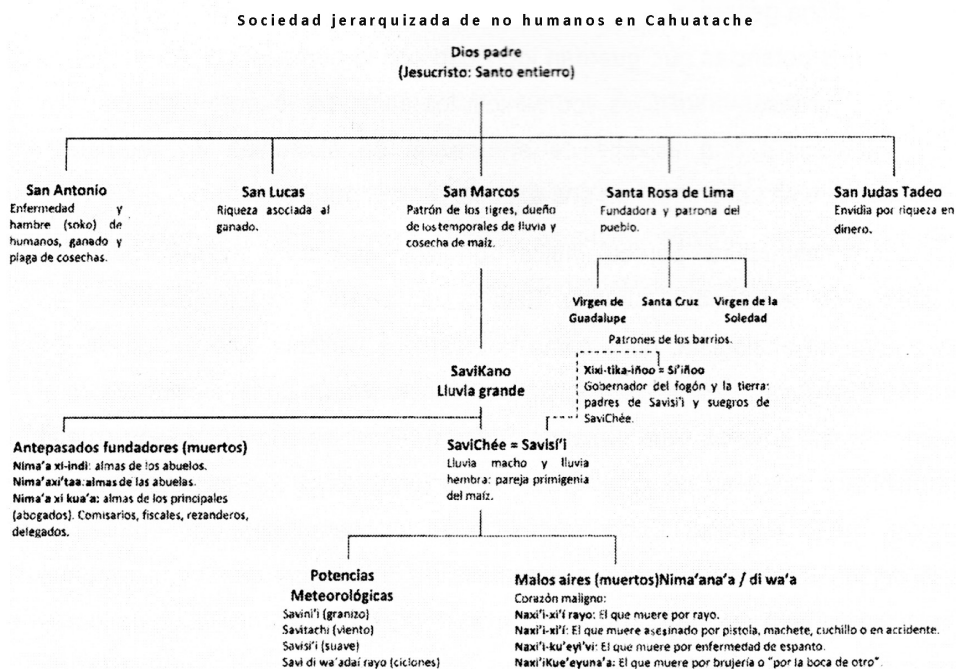 Sociedad jerarquizada de no humanos en Cahuatache
Dios padre
(Jesucristo: Santo entierro)
San Antonio
Enfermedad y
hambre (soko) de
humanos, ganado y
plaga de cosechas.
San Lucas
Riqueza asociada al
ganado.
San Marcos
Patrón de los tigres, dueño
de los temporales de lluvia y
cosecha de maíz.
Santa Rosa de Lima
Fundadora y patrona del
pueblo.
San Judas Tadeo
Envidia por riqueza en
dinero.
Virgen de
Guadalupe
Santa Cruz
Virgen de la
Soledad
Patrones de los barrios.
SaviKano
Lluvia grande
Xixi-tika-iñoo = Si'iñoo
Gobernador del fogón y la tierra:
padres de Savisi'i y suegros de
SaviChée.
Antepasados fundadores (muertos)
Nima'a xi-indi: almas de los abuelos.
Nima'axi'taa: almas de las abuelas.
Nima'a xi kua'a: almas de los principales
(abogados). Comisarios, fiscales, rezanderos,
delegados.
SaviChée = Savisí'i
Lluvia macho y lluvia
hembra: pareja primigenia
del maíz.
Potencias
Meteorológicas
Savini'i (granizo)
Savitachi (viento)
Savisi'i (suave)
Savi di wa'adaí rayo (ciclones)
Malos aires (muertos)Nima'ana'a / di wa'a
Corazón maligno:
Naxi'i-xi'í rayo: El que muere por rayo.
Naxi'i-xi'í: El que muere asesinado por pistola, machete, cuchillo o en accidente.
Naxi'i-ku'eyi'vi: El que muere por enfermedad de espanto.
Naxi'iKue'eyuna'a: El que muere por brujería o "por la boca de otro".